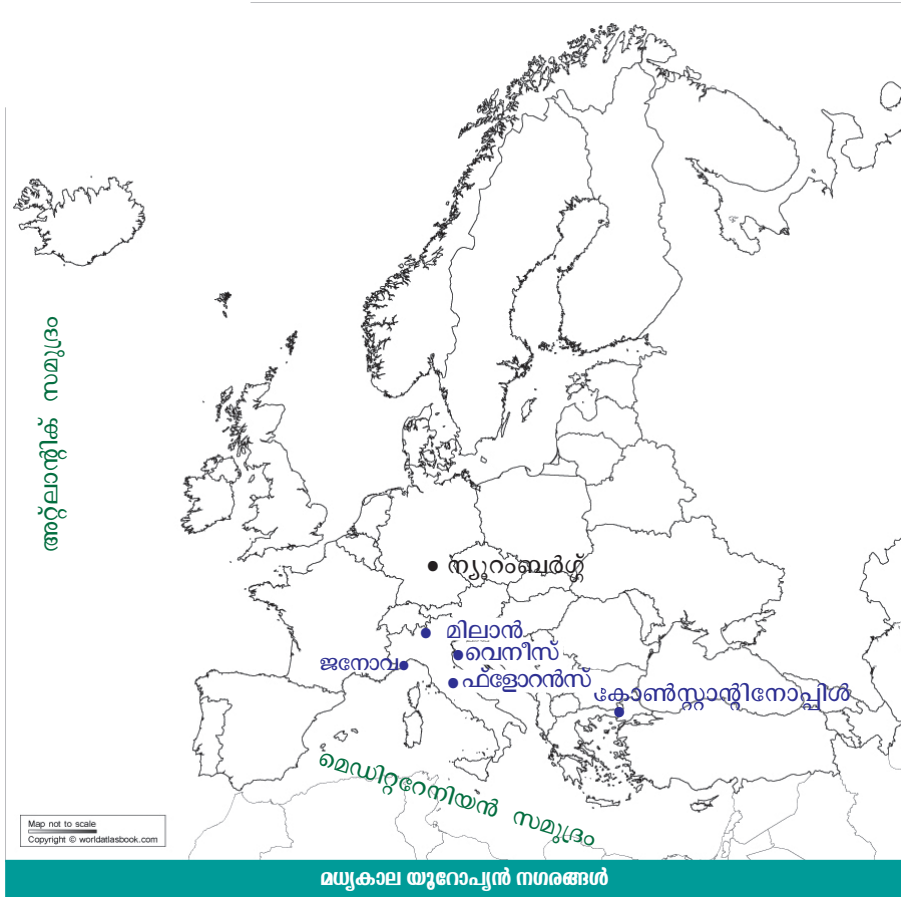 അറ്റ്‌ലാന്റിക് സമുദ്രം
ന്യൂറംബർഗ്ഗ്
മിലാൻ
വെനീസ്
ജനോവ
ഫ്ളോറൻസ്
കോൺസ്റ്റാന്റിനോപ്പിൾ
മെഡിറ്ററേനിയൻ സമുദ്രം
Map not to scale
Copyright © worldatlasbook.com
മധ്യകാല യൂറോപ്യൻ നഗരങ്ങൾ